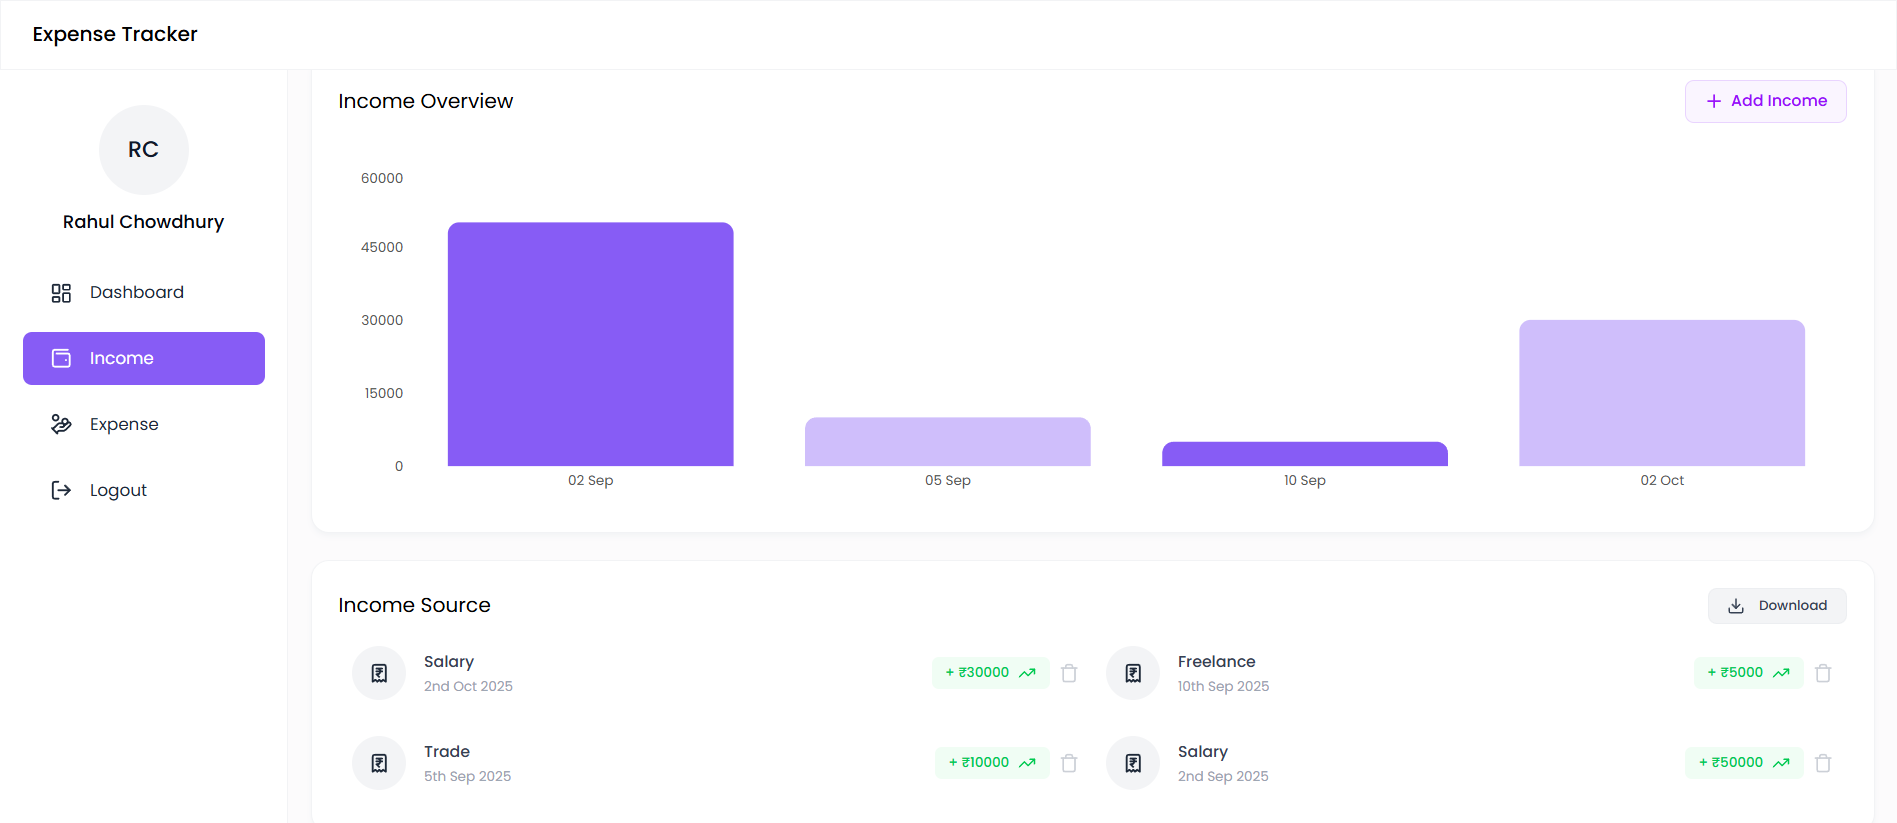 Expense Tracker
RC
Rahul Chowdhury
Dashboard
Income
Expense
Logout
Income Overview
Add Income
60000
45000
30000
15000
0
02 Sep
05 Sep
10 Sep
02 Oct
Income Source
Download
Salary
2nd Oct 2025
+ ₹30000
Freelance
10th Sep 2025
+ ₹5000
Trade
5th Sep 2025
+ ₹10000
Salary
2nd Sep 2025
+ ₹50000